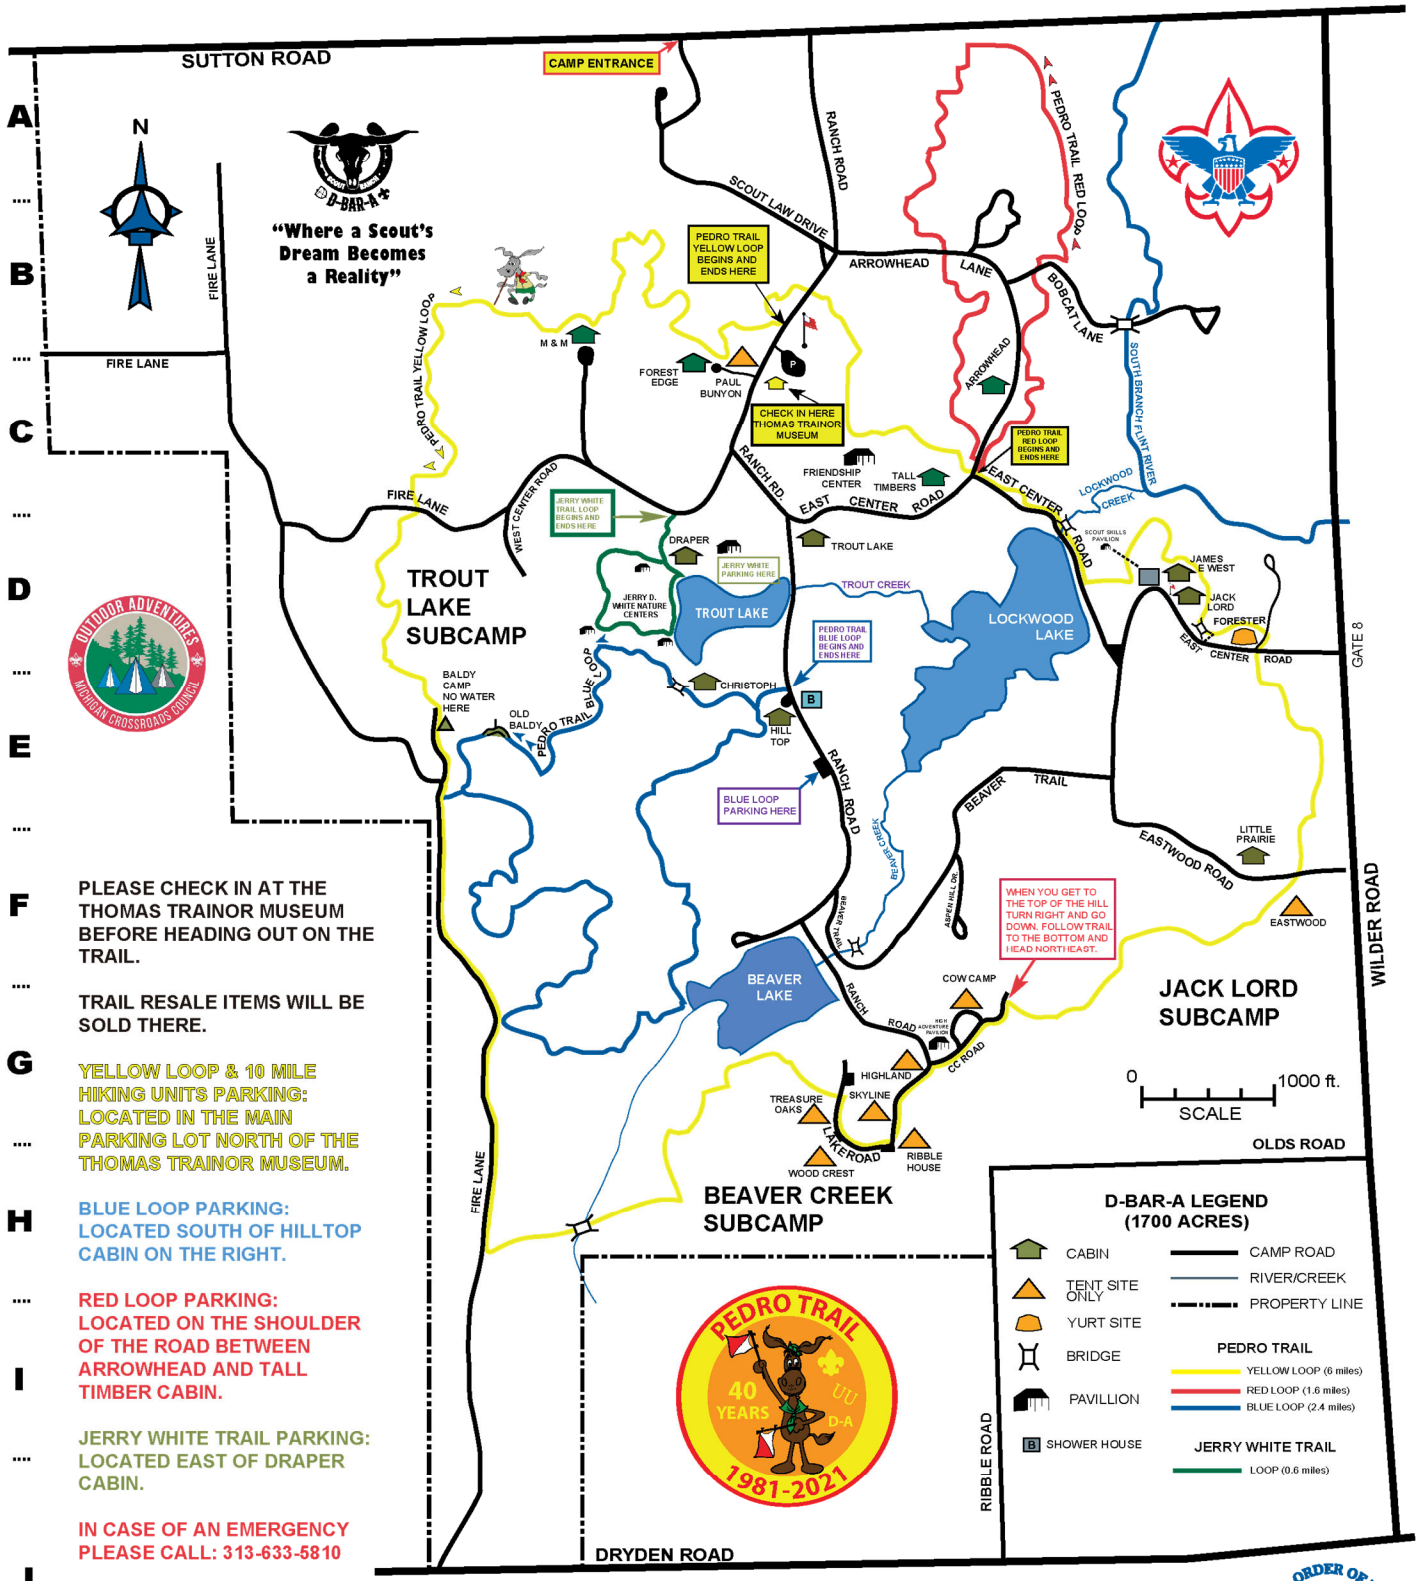 SUTTON ROAD
CAMP ENTRANCE
A
N
D-BAR-A
SCOUT RANCH
"Where a Scout's
Dream Becomes
a Reality"
RANCH ROAD
SCOUT LAW DRIVE
PEDRO TRAIL RED LOOP
PEDRO TRAIL
YELLOW LOOP
BEGINS AND
ENDS HERE
ARROWHEAD LANE
BOBCAT LANE
B
FIRE LANE
FIRE LANE
PEDRO TRAIL YELLOW LOOP
M & M
FOREST
EDGE
PAUL
BUNYON
P
ARROWHEAD
SOUTH BRANCH FLINT RIVER
CHECK IN HERE
THOMAS TRAINOR
MUSEUM
PEDRO TRAIL
RED LOOP
BEGINS AND
ENDS HERE
C
FIRE LANE
WEST CENTER ROAD
RANCH RD.
FRIENDSHIP
CENTER
TALL
TIMBERS
EAST CENTER ROAD
EAST CENTER ROAD
LOCKWOOD
CREEK
JERRY WHITE
TRAIL LOOP
BEGINS AND
ENDS HERE
DRAPER
JERRY WHITE
PARKING HERE
TROUT LAKE
SCOUT SKILLS
PAVILION
JAMES
E WEST
JACK
LORD
FORESTER
EAST CENTER ROAD
GATE 8
D
TROUT
LAKE
SUBCAMP
JERRY D.
WHITE NATURE
CENTERS
TROUT LAKE
TROUT CREEK
LOCKWOOD
LAKE
OUTDOOR ADVENTURES
MICHIGAN CROSSROADS COUNCIL
PEDRO TRAIL
BLUE LOOP
BEGINS AND
ENDS HERE
BALDY
CAMP
NO WATER
HERE
OLD
BALDY
PEDRO TRAIL BLUE LOOP
CHRISTOPH
B
HILL
TOP
E
RANCH ROAD
BLUE LOOP
PARKING HERE
BEAVER TRAIL
BEAVER CREEK
LITTLE
PRAIRIE
EASTWOOD ROAD
EASTWOOD
WILDER ROAD
F
BEAVER TRAIL
ASPEN HILL DR.
WHEN YOU GET TO
THE TOP OF THE HILL
TURN RIGHT AND GO
DOWN. FOLLOW TRAIL
TO THE BOTTOM AND
HEAD NORTHEAST.
PLEASE CHECK IN AT THE
THOMAS TRAINOR MUSEUM
BEFORE HEADING OUT ON THE
TRAIL.
TRAIL RESALE ITEMS WILL BE
SOLD THERE.
BEAVER
LAKE
RANCH ROAD
COW CAMP
HIGH
ADVENTURE
PAVILION
CC ROAD
JACK LORD
SUBCAMP
G
0
1000 ft.
SCALE
HIGHLAND
SKYLINE
TREASURE
OAKS
LAKE ROAD
WOOD CREST
RIBBLE
HOUSE
OLDS ROAD
YELLOW LOOP & 10 MILE
HIKING UNITS PARKING:
LOCATED IN THE MAIN
PARKING LOT NORTH OF THE
THOMAS TRAINOR MUSEUM.
FIRE LANE
BEAVER CREEK
SUBCAMP
H
BLUE LOOP PARKING:
LOCATED SOUTH OF HILLTOP
CABIN ON THE RIGHT.
RED LOOP PARKING:
LOCATED ON THE SHOULDER
OF THE ROAD BETWEEN
ARROWHEAD AND TALL
TIMBER CABIN.
I
JERRY WHITE TRAIL PARKING:
LOCATED EAST OF DRAPER
CABIN.
IN CASE OF AN EMERGENCY
PLEASE CALL: 313-633-5810
PEDRO TRAIL
40
YEARS
UU
D-A
1981-2021
RIBBLE ROAD
DRYDEN ROAD
D-BAR-A LEGEND
(1700 ACRES)
CABIN
CAMP ROAD
TENT SITE
ONLY
RIVER/CREEK
PROPERTY LINE
YURT SITE
BRIDGE
PEDRO TRAIL
YELLOW LOOP (6 miles)
RED LOOP (1.6 miles)
BLUE LOOP (2.4 miles)
PAVILLION
B SHOWER HOUSE
JERRY WHITE TRAIL
LOOP (0.6 miles)
ORDER OF